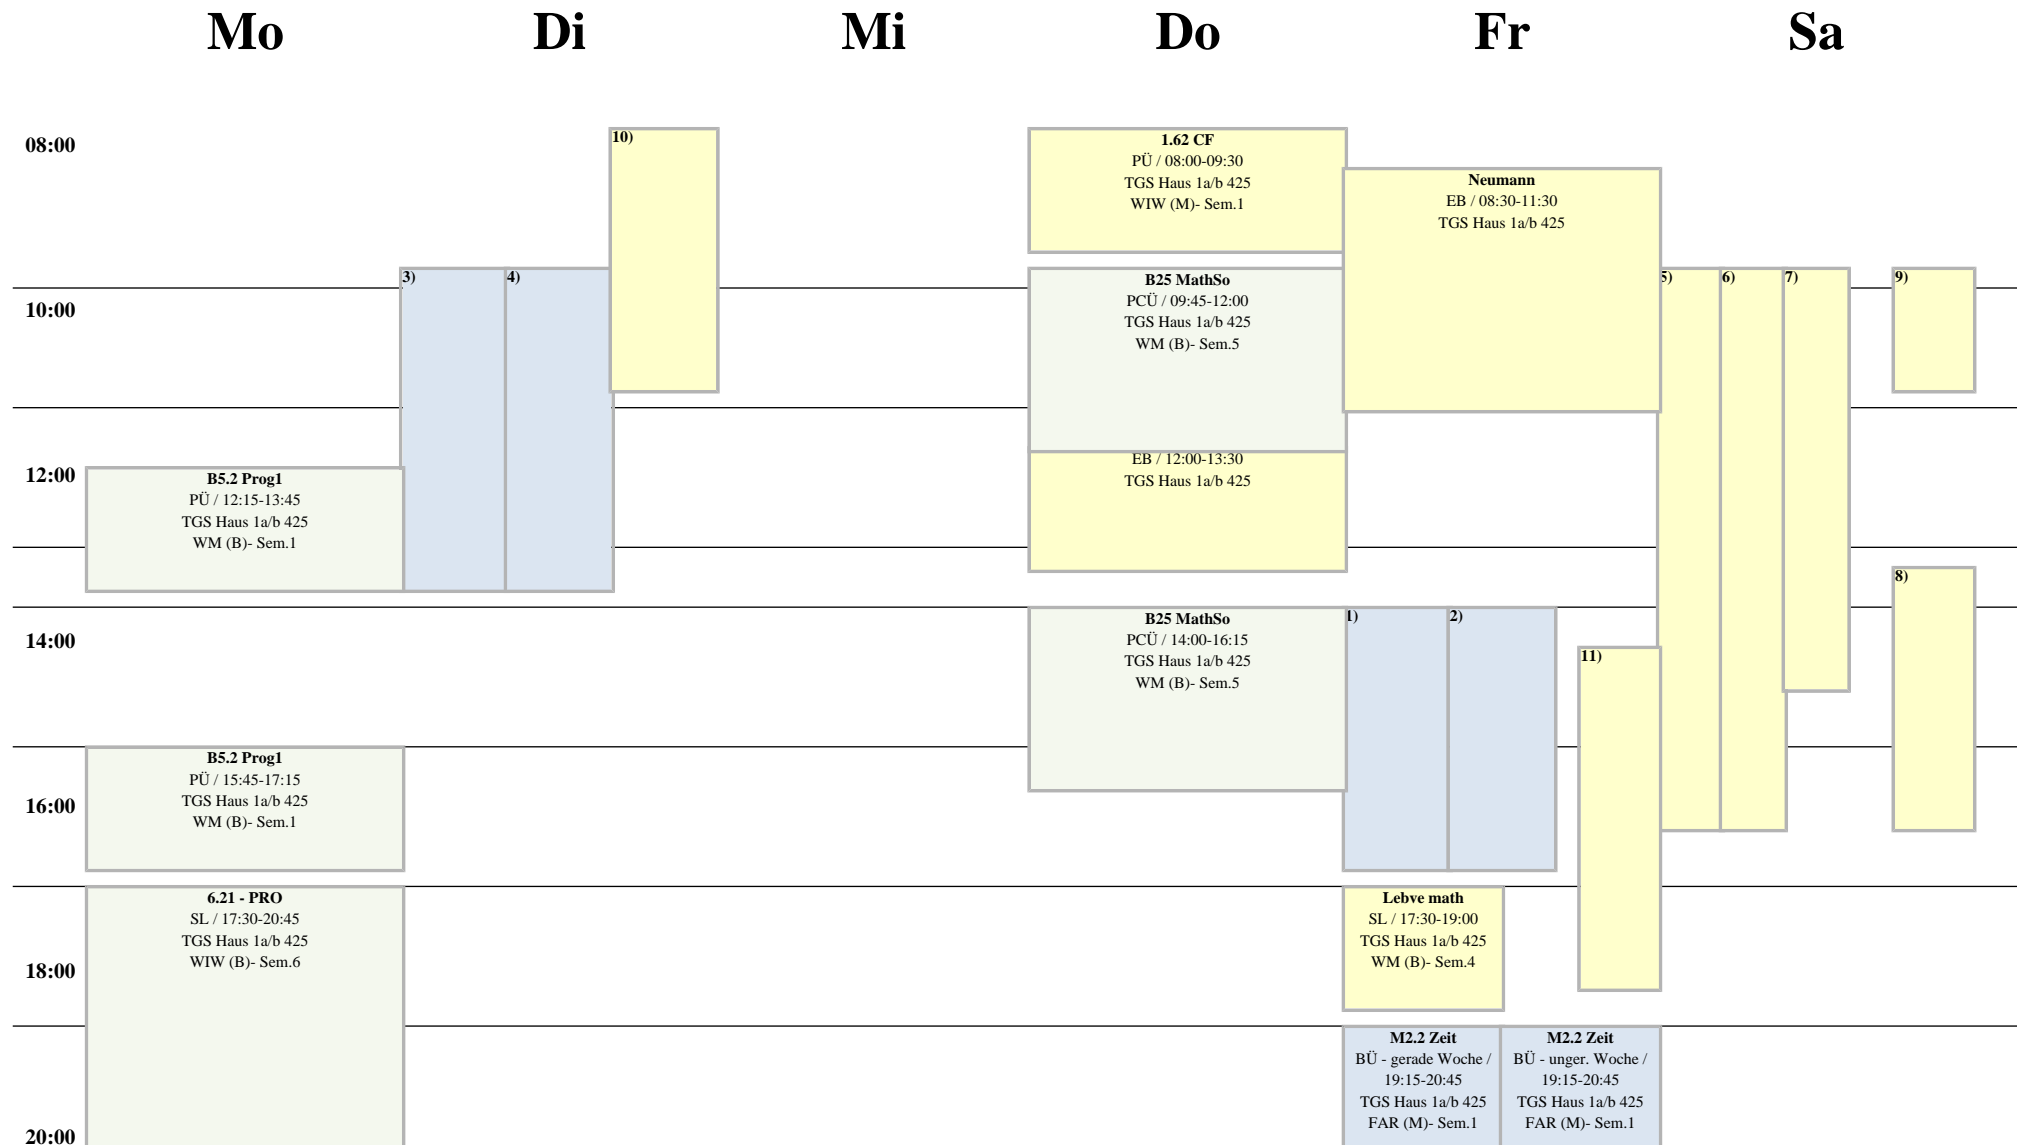 Mo Di Mi Do Fr Sa
08:00
10:00
12:00
14:00
16:00
18:00
20:00
B5.2 Prog1
PÜ / 12:15-13:45
TGS Haus 1a/b 425
WM (B)- Sem.1
B5.2 Prog1
PÜ / 15:45-17:15
TGS Haus 1a/b 425
WM (B)- Sem.1
6.21 - PRO
SL / 17:30-20:45
TGS Haus 1a/b 425
WIW (B)- Sem.6
3)
4)
10)
1.62 CF
PÜ / 08:00-09:30
TGS Haus 1a/b 425
WIW (M)- Sem.1
B25 MathSo
PCÜ / 09:45-12:00
TGS Haus 1a/b 425
WM (B)- Sem.5
EB / 12:00-13:30
TGS Haus 1a/b 425
B25 MathSo
PCÜ / 14:00-16:15
TGS Haus 1a/b 425
WM (B)- Sem.5
Neumann
EB / 08:30-11:30
TGS Haus 1a/b 425
1)
2)
11)
Lebve math
SL / 17:30-19:00
TGS Haus 1a/b 425
WM (B)- Sem.4
M2.2 Zeit
BÜ - gerade Woche /
19:15-20:45
TGS Haus 1a/b 425
FAR (M)- Sem.1
M2.2 Zeit
BÜ - unger. Woche /
19:15-20:45
TGS Haus 1a/b 425
FAR (M)- Sem.1
5)
6)
7)
9)
8)